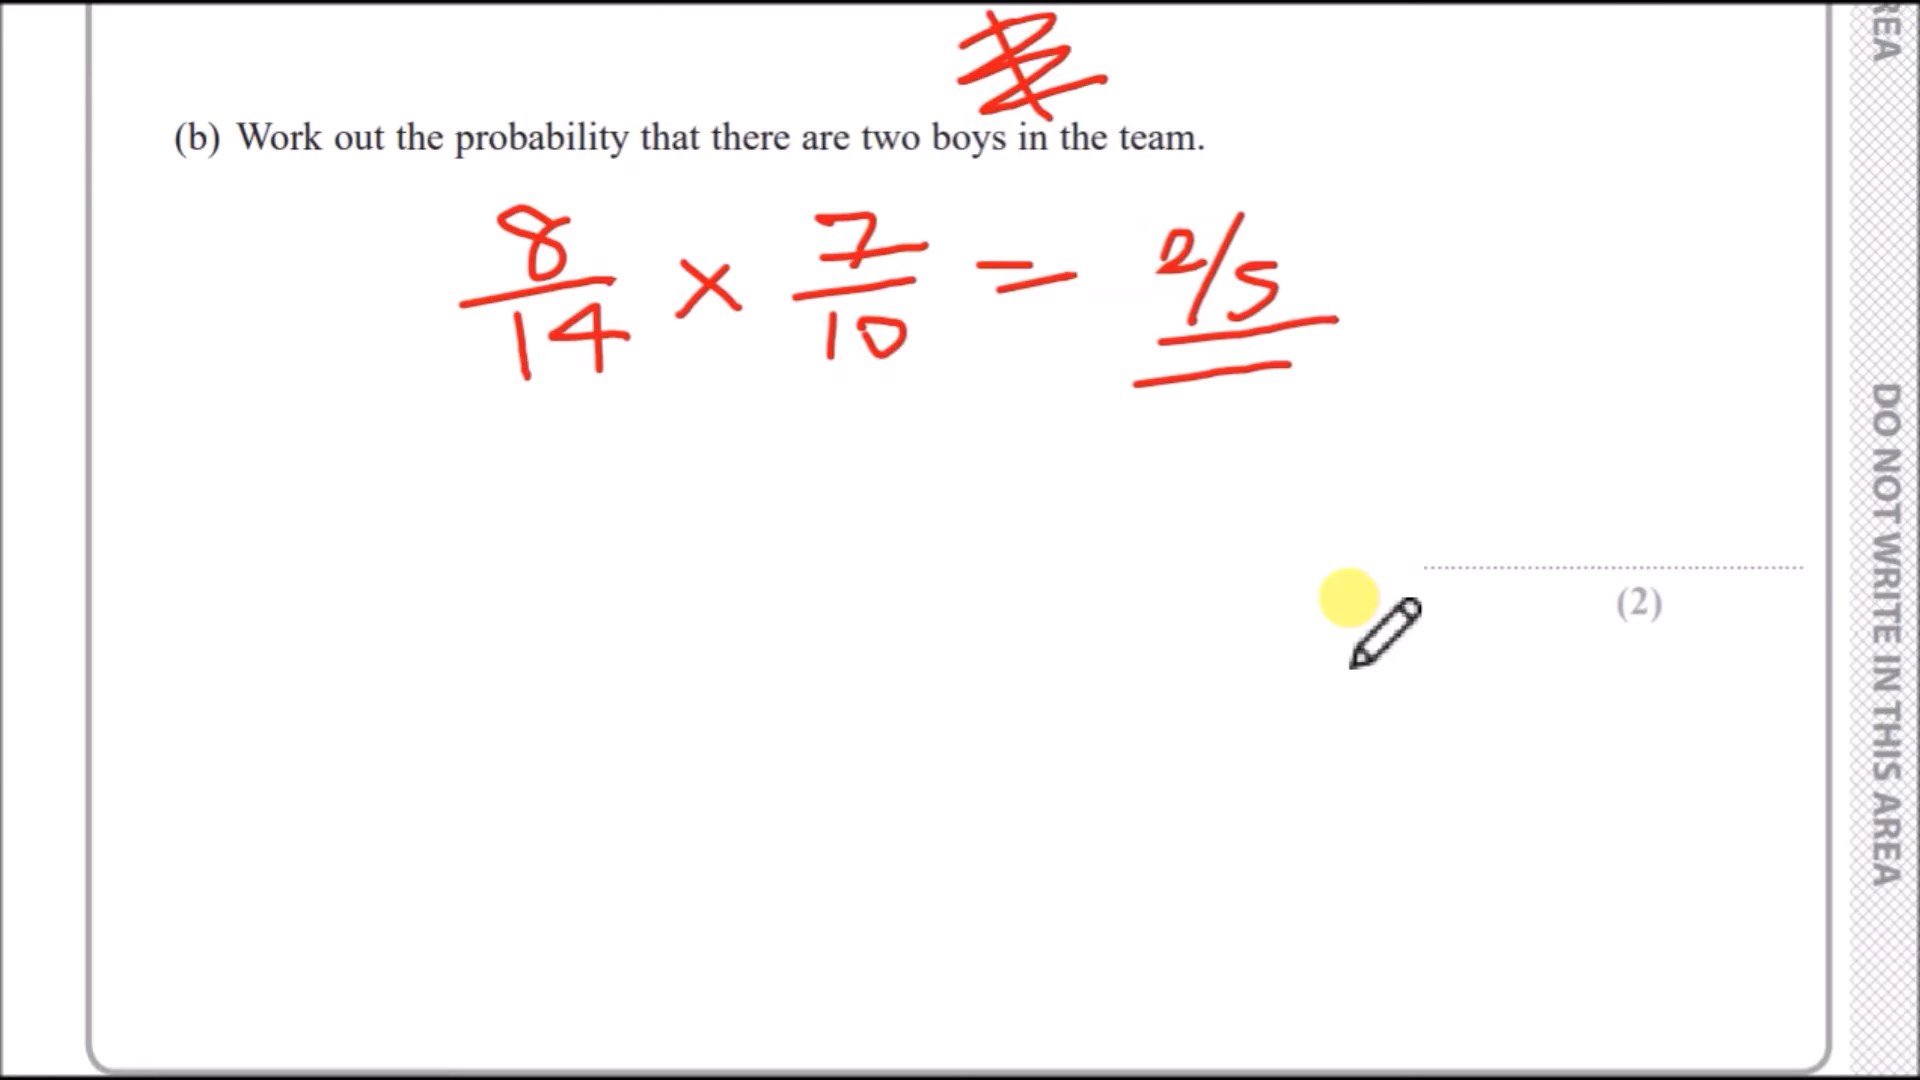 REA
(b) Work out the probability that there are two boys in the team.
8/14 × 7/10 = 2/5
(2)
DO NOT WRITE IN THIS AREA